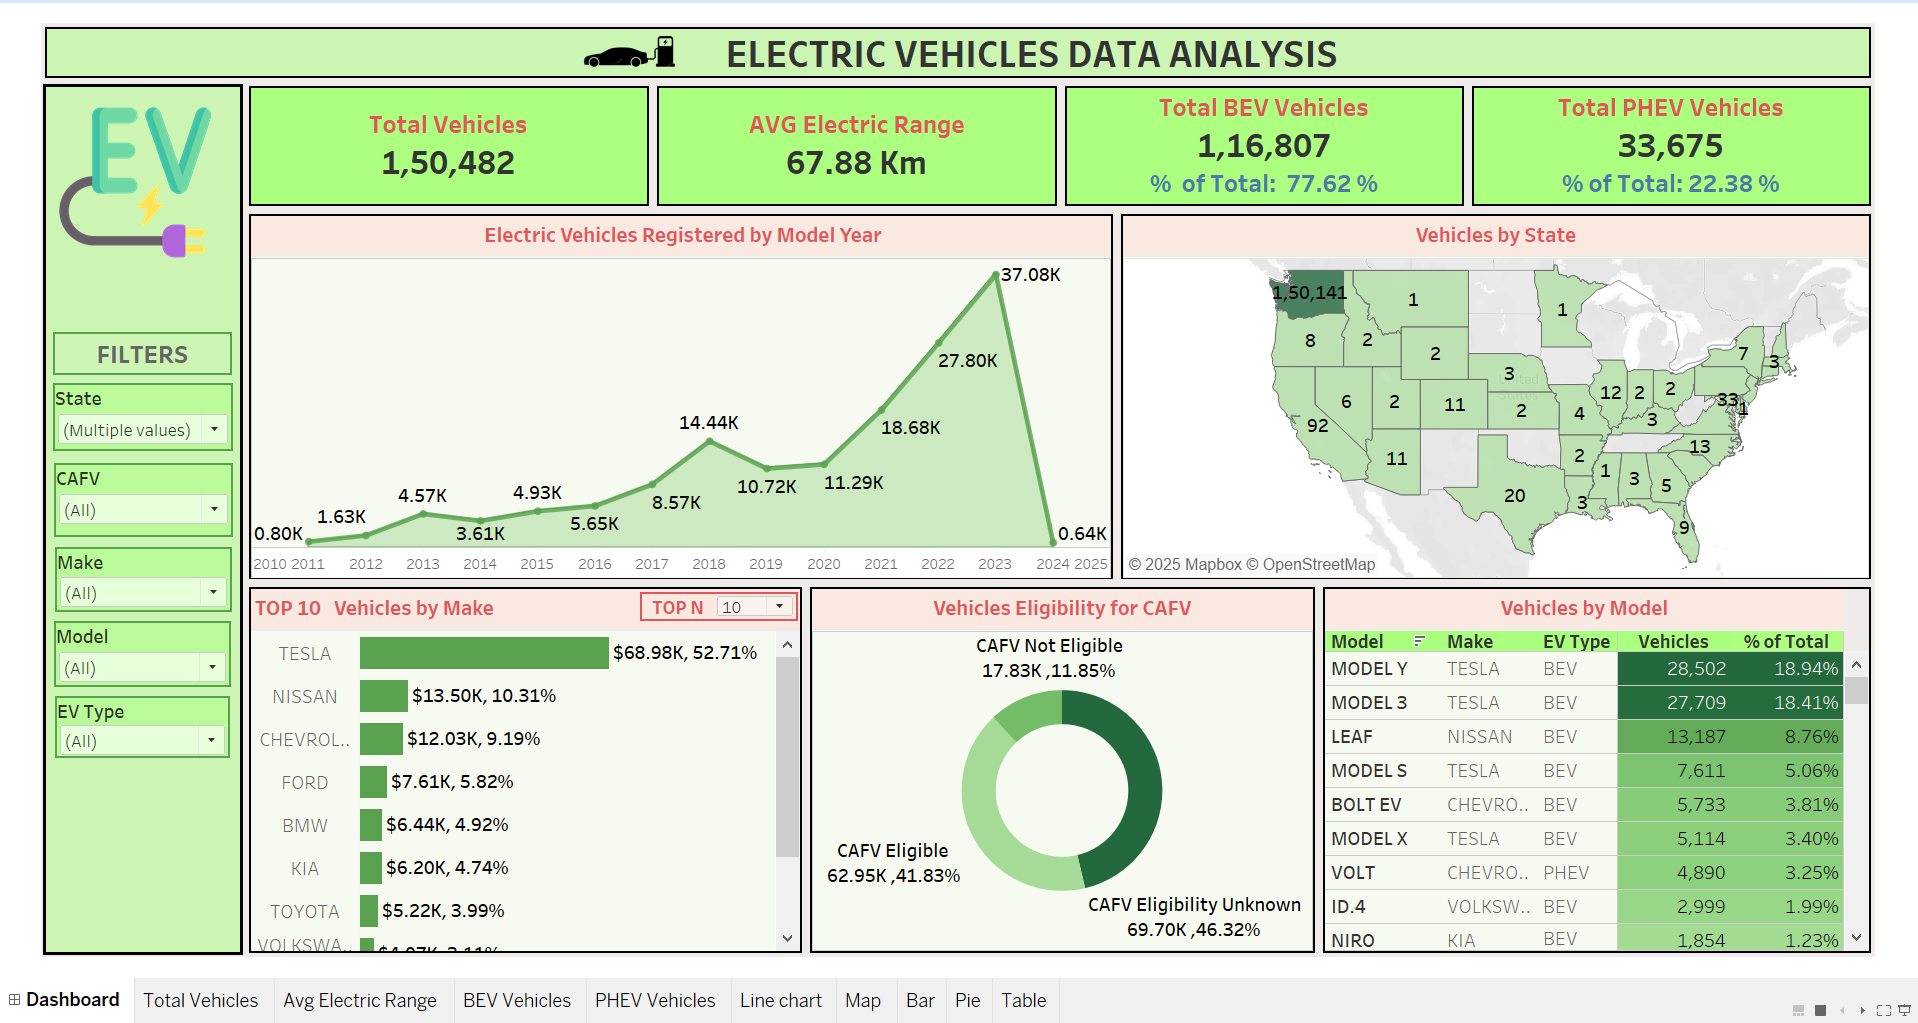 ELECTRIC VEHICLES DATA ANALYSIS
EV
FILTERS
State
(Multiple values)
CAFV
(All)
Make
(All)
Model
(All)
EV Type
(All)
Total Vehicles
1,50,482
AVG Electric Range
67.88 Km
Total BEV Vehicles
1,16,807
% of Total: 77.62 %
Total PHEV Vehicles
33,675
% of Total: 22.38 %
Electric Vehicles Registered by Model Year
37.08K
27.80K
18.68K
14.44K
10.72K
11.29K
8.57K
4.57K
4.93K
5.65K
3.61K
1.63K
0.80K
0.64K
2010 2011 2012 2013 2014 2015 2016 2017 2018 2019 2020 2021 2022 2023 2024 2025
Vehicles by State
1,50,141
1
1
8
2
2
7
3
3
6
2
11
2
4
12
2
2
33
1
3
92
11
2
13
20
3
1
3
5
9
United
States
© 2025 Mapbox © OpenStreetMap
TOP 10 Vehicles by Make
TOP N 10
TESLA $68.98K, 52.71%
NISSAN $13.50K, 10.31%
CHEVROL.. $12.03K, 9.19%
FORD $7.61K, 5.82%
BMW $6.44K, 4.92%
KIA $6.20K, 4.74%
TOYOTA $5.22K, 3.99%
VOLKSWA..
Vehicles Eligibility for CAFV
CAFV Not Eligible
17.83K ,11.85%
CAFV Eligible
62.95K ,41.83%
CAFV Eligibility Unknown
69.70K ,46.32%
Vehicles by Model
Model Make EV Type Vehicles % of Total
MODEL Y TESLA BEV 28,502 18.94%
MODEL 3 TESLA BEV 27,709 18.41%
LEAF NISSAN BEV 13,187 8.76%
MODEL S TESLA BEV 7,611 5.06%
BOLT EV CHEVRO.. BEV 5,733 3.81%
MODEL X TESLA BEV 5,114 3.40%
VOLT CHEVRO.. PHEV 4,890 3.25%
ID.4 VOLKSW.. BEV 2,999 1.99%
NIRO KIA BEV 1,854 1.23%
Dashboard Total Vehicles Avg Electric Range BEV Vehicles PHEV Vehicles Line chart Map Bar Pie Table